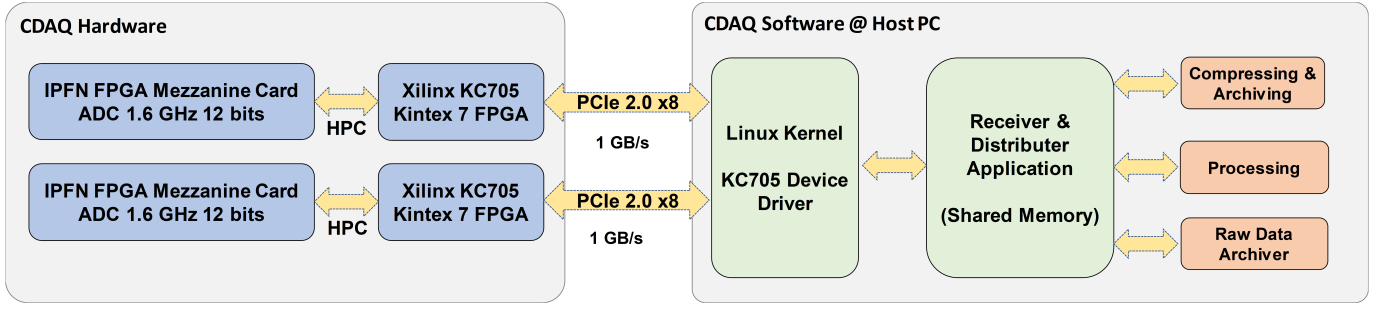 CDAQ Hardware
IPFN FPGA Mezzanine Card
ADC 1.6 GHz 12 bits
HPC
Xilinx KC705
Kintex 7 FPGA
PCIe 2.0 x8
1 GB/s
IPFN FPGA Mezzanine Card
ADC 1.6 GHz 12 bits
HPC
Xilinx KC705
Kintex 7 FPGA
PCIe 2.0 x8
1 GB/s
CDAQ Software @ Host PC
Linux Kernel
KC705 Device
Driver
Receiver &
Distributer
Application
(Shared Memory)
Compressing &
Archiving
Processing
Raw Data
Archiver